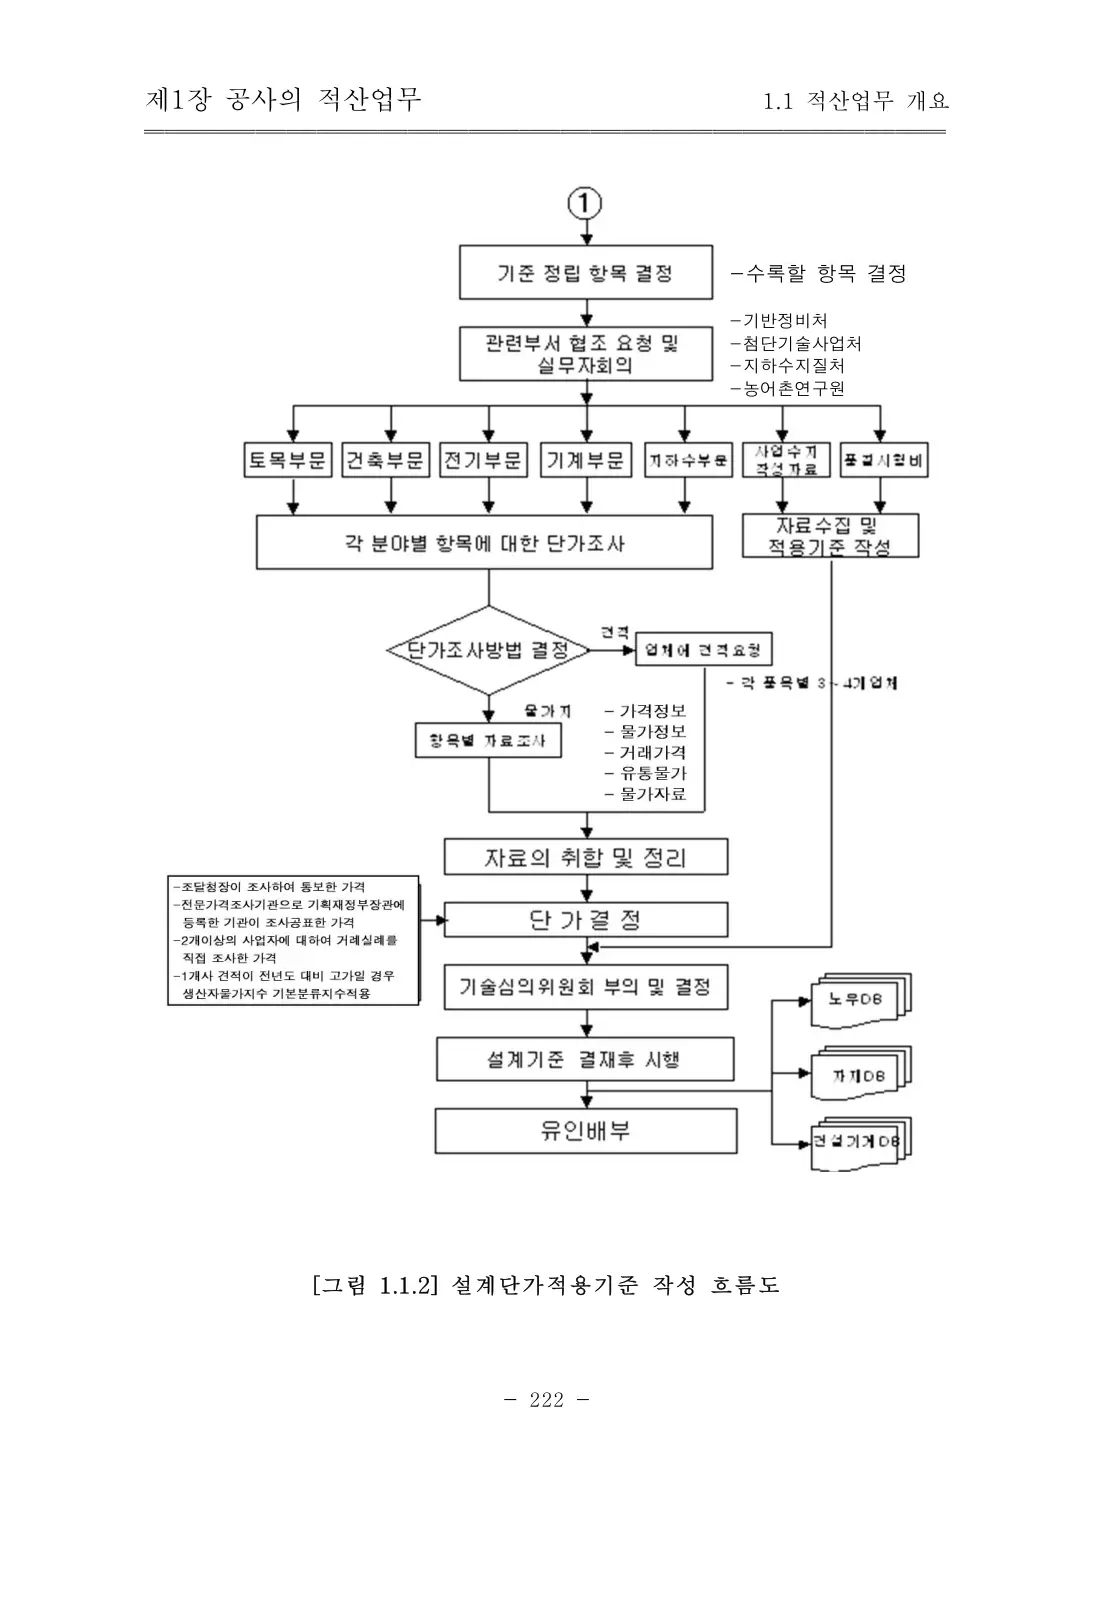 제1장 공사의 적산업무
1.1 적산업무 개요
1
기준 정립 항목 결정
-수록할 항목 결정
관련부서 협조 요청 및
실무자회의
-기반정비처
-첨단기술사업처
-지하수지질처
-농어촌연구원
토목부문
건축부문
전기부문
기계부문
지하수부문
사업수지
작성자료
품질시험비
각 분야별 항목에 대한 단가조사
자료수집 및
적용기준 작성
단가조사방법 결정
견적
업체에 견적요청
- 각 품목별 3~4개업체
물가지
항목별 자료조사
- 가격정보
- 물가정보
- 거래가격
- 유통물가
- 물가자료
자료의 취합 및 정리
-조달청장이 조사하여 통보한 가격
-전문가격조사기관으로 기획재정부장관에
등록한 기관이 조사공표한 가격
-2개이상의 사업자에 대하여 거례실례를
직접 조사한 가격
-1개사 견적이 전년도 대비 고가일 경우
생산자물가지수 기본분류지수적용
단 가결 정
기술심의위원회 부의 및 결정
설계기준 결재후 시행
유인배부
노우DB
자재DB
건설기계DB
[그림 1.1.2] 설계단가적용기준 작성 흐름도
- 222 -